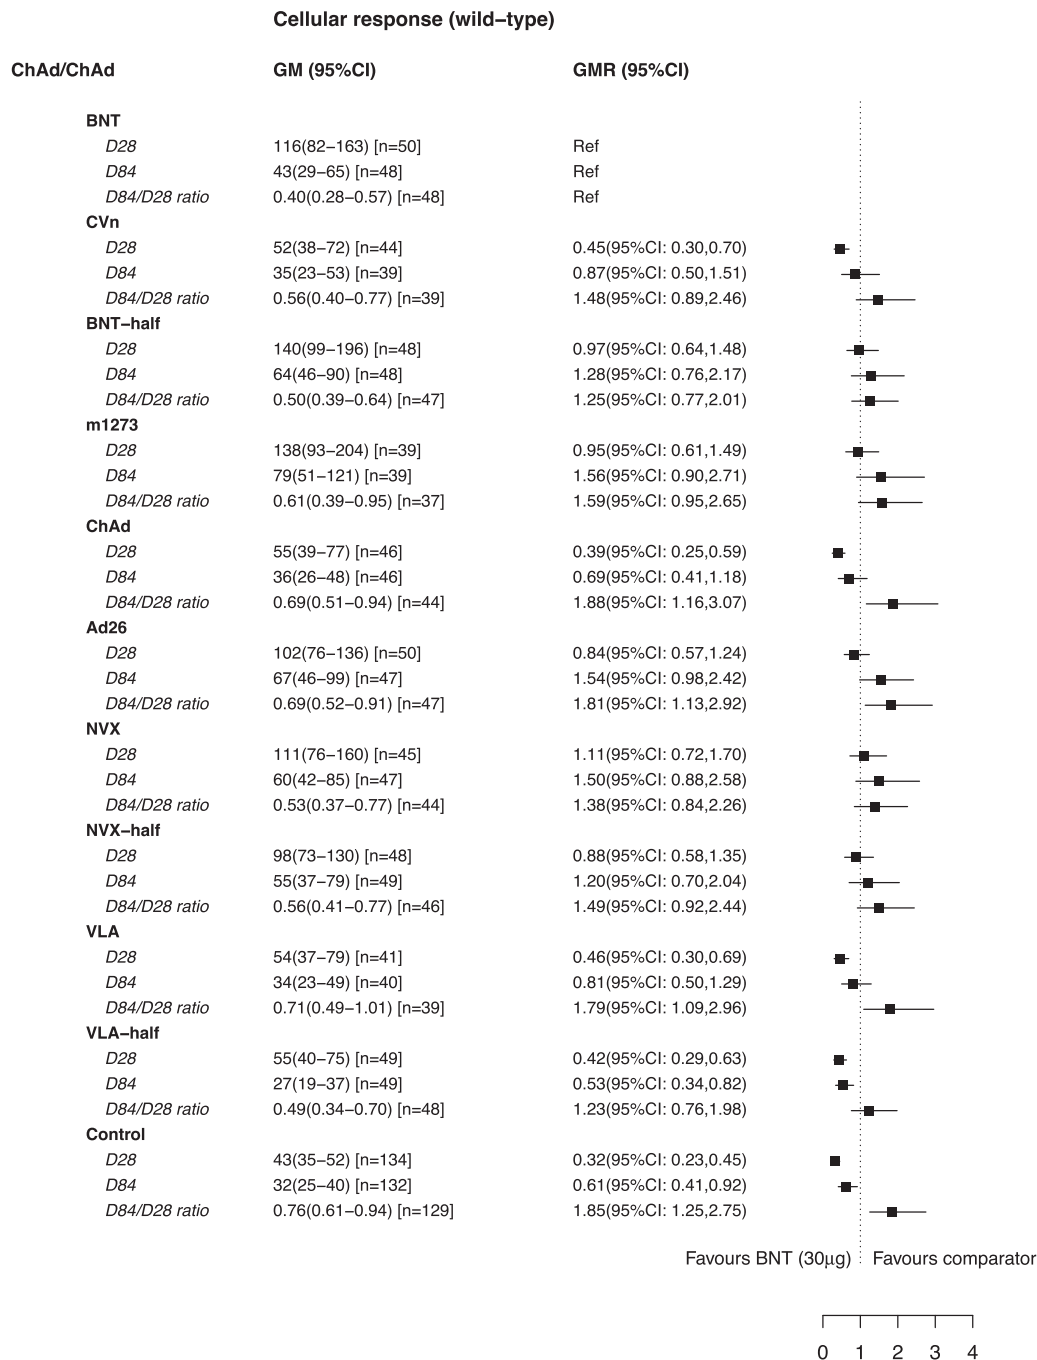 Cellular response (wild–type)
ChAd/ChAd GM (95%CI) GMR (95%CI)
BNT
D28 116(82–163) [n=50] Ref
D84 43(29–65) [n=48] Ref
D84/D28 ratio 0.40(0.28–0.57) [n=48] Ref
CVn
D28 52(38–72) [n=44] 0.45(95%CI: 0.30,0.70)
D84 35(23–53) [n=39] 0.87(95%CI: 0.50,1.51)
D84/D28 ratio 0.56(0.40–0.77) [n=39] 1.48(95%CI: 0.89,2.46)
BNT–half
D28 140(99–196) [n=48] 0.97(95%CI: 0.64,1.48)
D84 64(46–90) [n=48] 1.28(95%CI: 0.76,2.17)
D84/D28 ratio 0.50(0.39–0.64) [n=47] 1.25(95%CI: 0.77,2.01)
m1273
D28 138(93–204) [n=39] 0.95(95%CI: 0.61,1.49)
D84 79(51–121) [n=39] 1.56(95%CI: 0.90,2.71)
D84/D28 ratio 0.61(0.39–0.95) [n=37] 1.59(95%CI: 0.95,2.65)
ChAd
D28 55(39–77) [n=46] 0.39(95%CI: 0.25,0.59)
D84 36(26–48) [n=46] 0.69(95%CI: 0.41,1.18)
D84/D28 ratio 0.69(0.51–0.94) [n=44] 1.88(95%CI: 1.16,3.07)
Ad26
D28 102(76–136) [n=50] 0.84(95%CI: 0.57,1.24)
D84 67(46–99) [n=47] 1.54(95%CI: 0.98,2.42)
D84/D28 ratio 0.69(0.52–0.91) [n=47] 1.81(95%CI: 1.13,2.92)
NVX
D28 111(76–160) [n=45] 1.11(95%CI: 0.72,1.70)
D84 60(42–85) [n=47] 1.50(95%CI: 0.88,2.58)
D84/D28 ratio 0.53(0.37–0.77) [n=44] 1.38(95%CI: 0.84,2.26)
NVX–half
D28 98(73–130) [n=48] 0.88(95%CI: 0.58,1.35)
D84 55(37–79) [n=49] 1.20(95%CI: 0.70,2.04)
D84/D28 ratio 0.56(0.41–0.77) [n=46] 1.49(95%CI: 0.92,2.44)
VLA
D28 54(37–79) [n=41] 0.46(95%CI: 0.30,0.69)
D84 34(23–49) [n=40] 0.81(95%CI: 0.50,1.29)
D84/D28 ratio 0.71(0.49–1.01) [n=39] 1.79(95%CI: 1.09,2.96)
VLA–half
D28 55(40–75) [n=49] 0.42(95%CI: 0.29,0.63)
D84 27(19–37) [n=49] 0.53(95%CI: 0.34,0.82)
D84/D28 ratio 0.49(0.34–0.70) [n=48] 1.23(95%CI: 0.76,1.98)
Control
D28 43(35–52) [n=134] 0.32(95%CI: 0.23,0.45)
D84 32(25–40) [n=132] 0.61(95%CI: 0.41,0.92)
D84/D28 ratio 0.76(0.61–0.94) [n=129] 1.85(95%CI: 1.25,2.75)
Favours BNT (30μg) Favours comparator
0 1 2 3 4